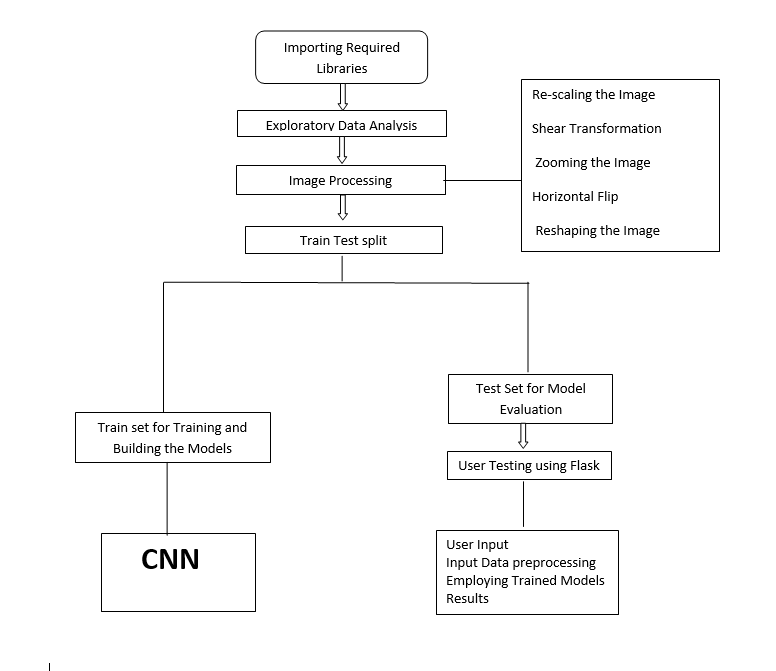 Importing Required
Libraries
Exploratory Data Analysis
Image Processing
Re-scaling the Image
Shear Transformation
Zooming the Image
Horizontal Flip
Reshaping the Image
Train Test split
Train set for Training and
Building the Models
CNN
Test Set for Model
Evaluation
User Testing using Flask
User Input
Input Data preprocessing
Employing Trained Models
Results